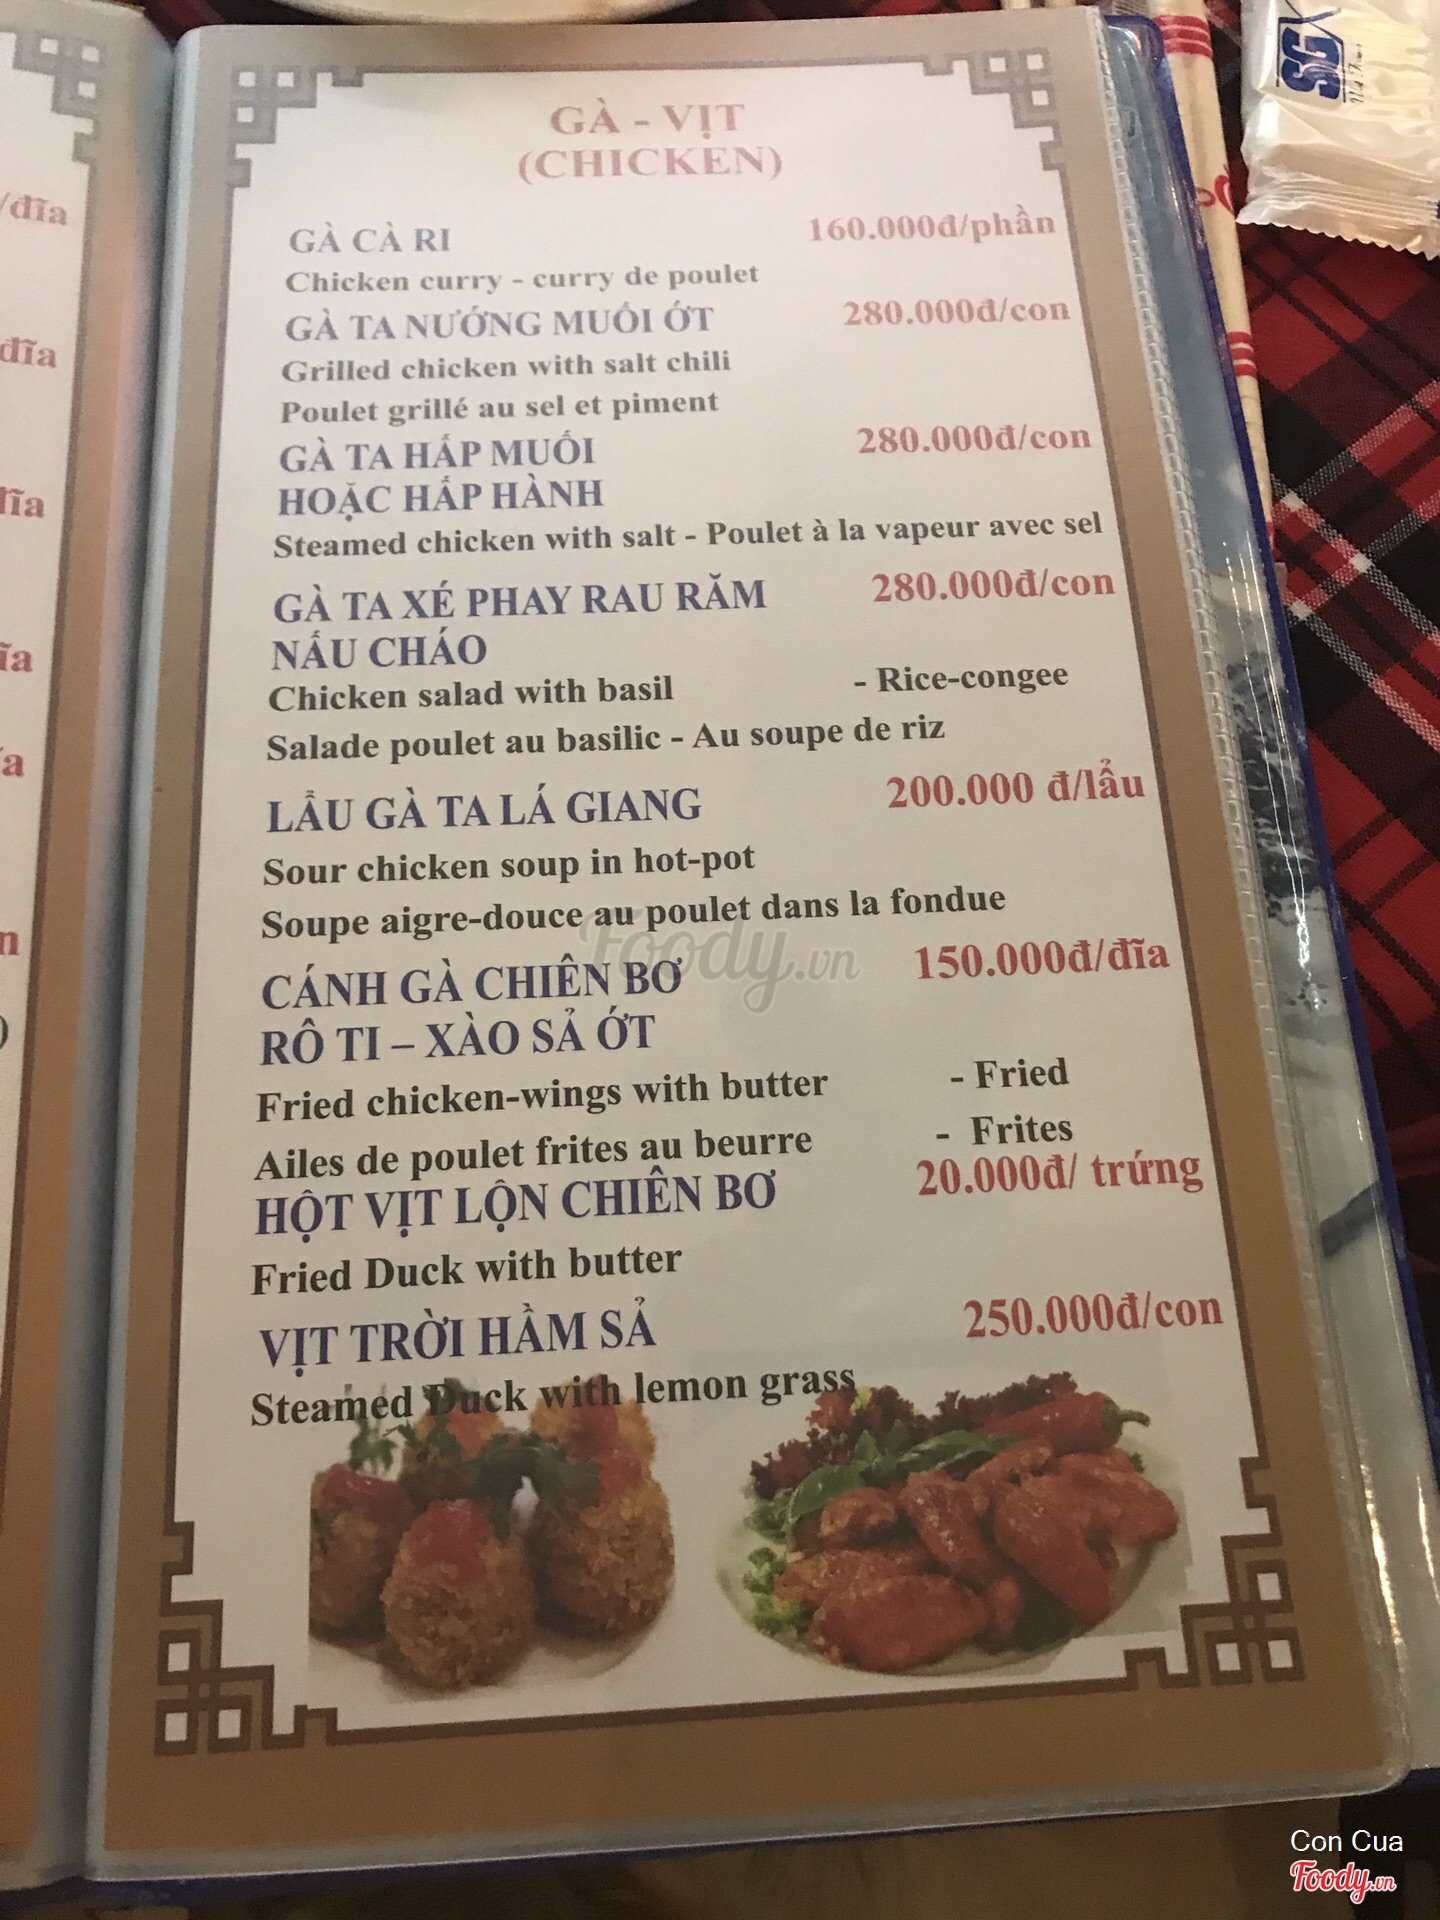 GÀ - VỊT
(CHICKEN)
GÀ CÀ RI 160.000đ/phần
Chicken curry - curry de poulet
GÀ TA NƯỚNG MUỐI ỚT 280.000đ/con
Grilled chicken with salt chili
Poulet grillé au sel et piment
GÀ TA HẤP MUỐI 280.000đ/con
HOẶC HẤP HÀNH
Steamed chicken with salt - Poulet à la vapeur avec sel
GÀ TA XÉ PHAY RAU RĂM 280.000đ/con
NẤU CHÁO
Chicken salad with basil - Rice-congee
Salade poulet au basilic - Au soupe de riz
LẨU GÀ TA LÁ GIANG 200.000 đ/lẩu
Sour chicken soup in hot-pot
Soupe aigre-douce au poulet dans la fondue
CÁNH GÀ CHIÊN BƠ 150.000đ/đĩa
RÔ TI – XÀO SẢ ỚT
Fried chicken-wings with butter - Fried
Ailes de poulet frites au beurre - Frites
HỘT VỊT LỘN CHIÊN BƠ 20.000đ/ trứng
Fried Duck with butter
VỊT TRỜI HẦM SẢ 250.000đ/con
Steamed Duck with lemon grass
/đĩa
đĩa
SG
Foody.vn
Con Cua
Foody.vn